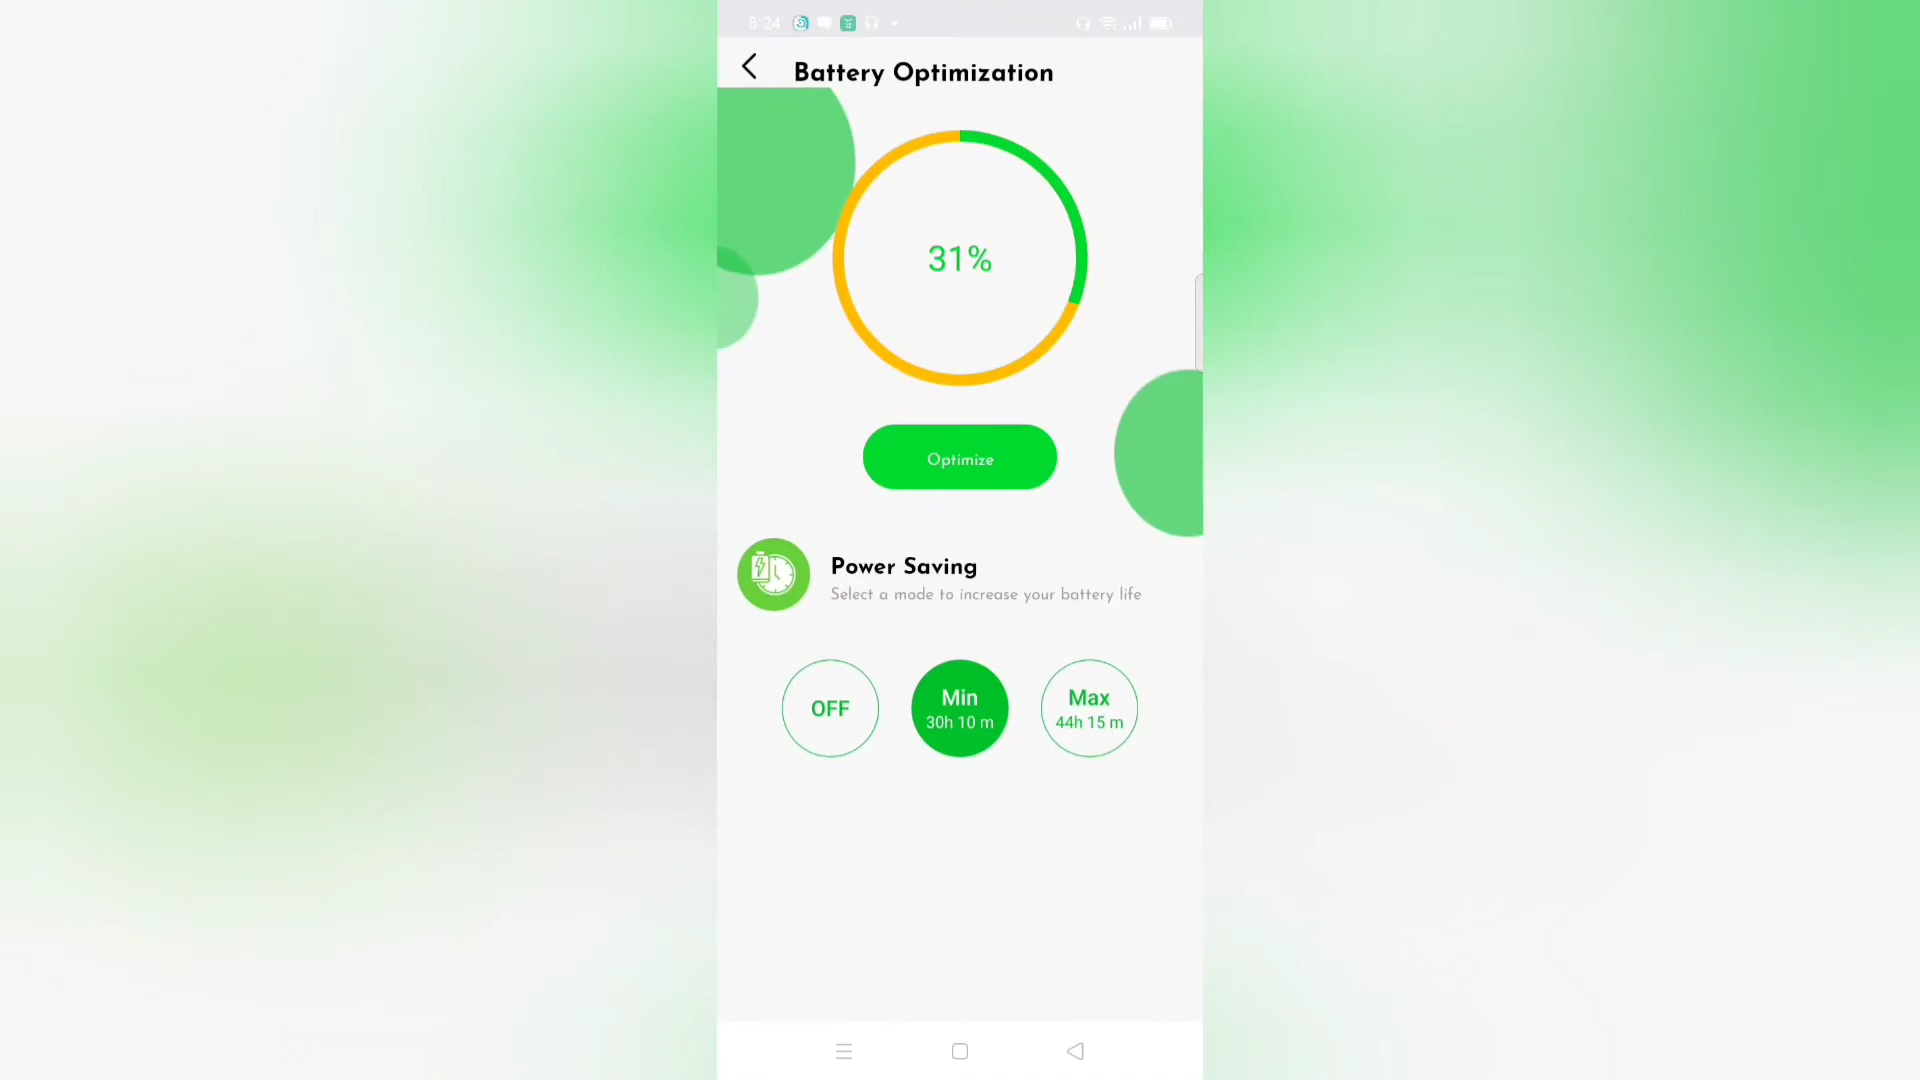 8:24
Battery Optimization
31%
Optimize
Power Saving
Select a mode to increase your battery life
OFF
Min
30h 10 m
Max
44h 15 m